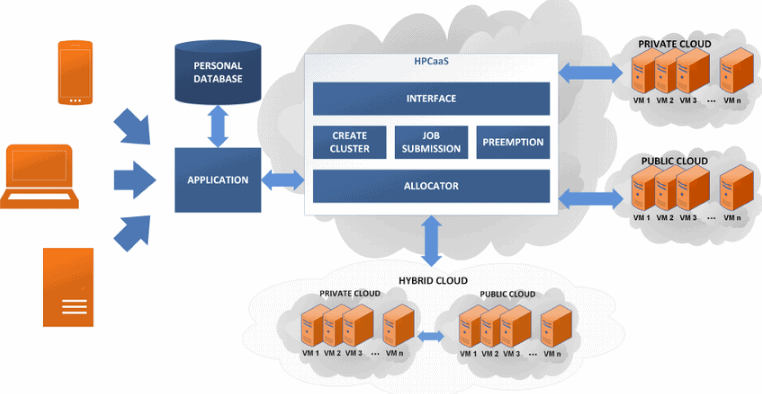 PERSONAL
DATABASE
APPLICATION
HPCaaS
INTERFACE
CREATE
CLUSTER
JOB
SUBMISSION
PREEMPTION
ALLOCATOR
PRIVATE CLOUD
VM 1 VM 2 VM 3 ... VM n
PUBLIC CLOUD
VM 1 VM 2 VM 3 ... VM n
HYBRID CLOUD
PRIVATE CLOUD
VM 1 VM 2 VM 3 ... VM n
PUBLIC CLOUD
VM 1 VM 2 VM 3 ... VM n